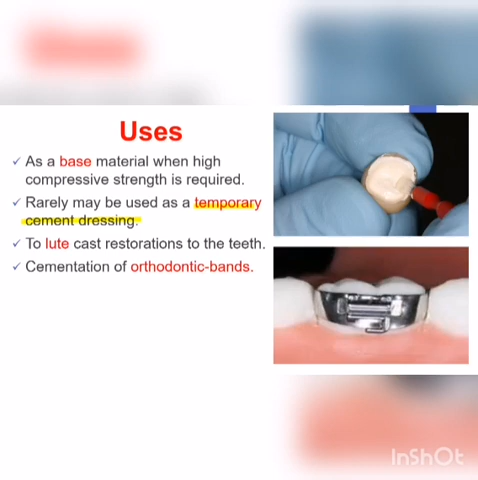 Uses
✓ As a base material when high
compressive strength is required.
✓ Rarely may be used as a temporary
cement dressing.
✓ To lute cast restorations to the teeth.
✓ Cementation of orthodontic-bands.
InShOt